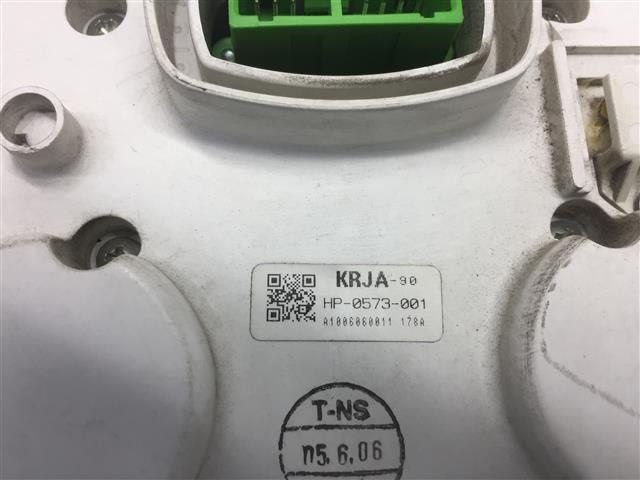 KRJA-90
HP-0573-001
A1006060011 178A
T-NS
05.6.06